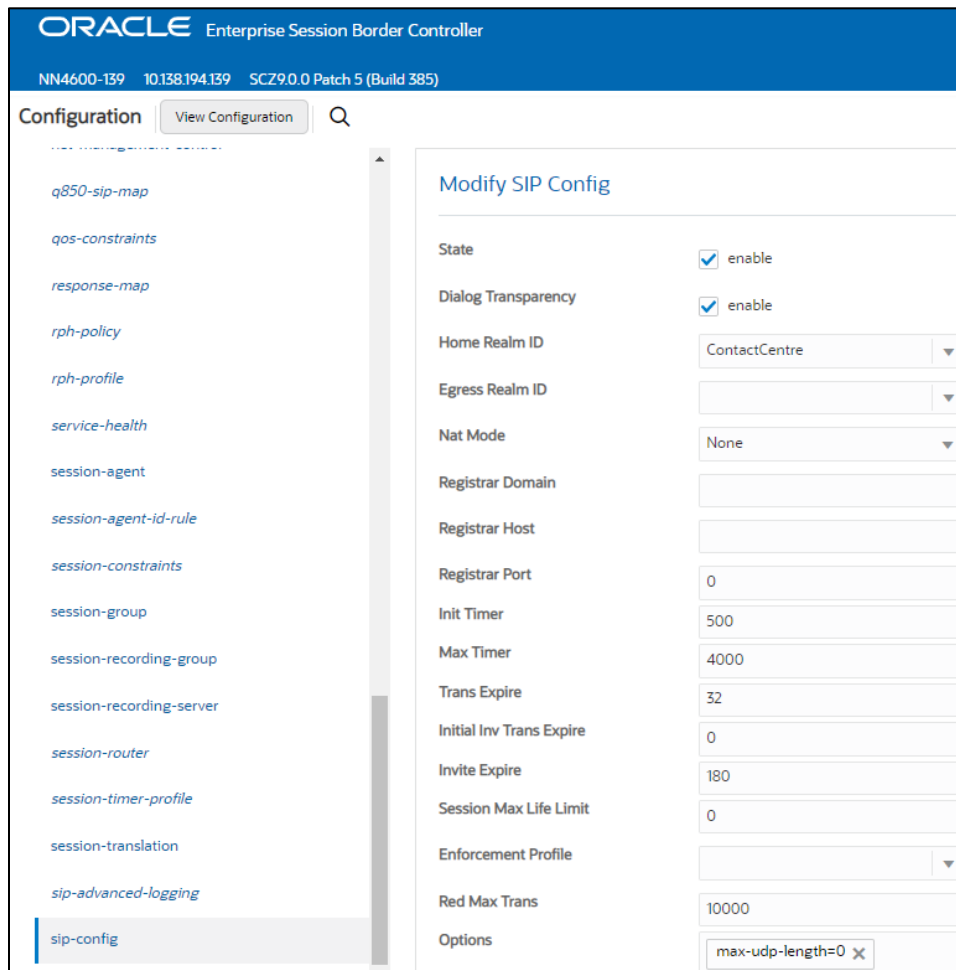 ORACLE Enterprise Session Border Controller
NN4600-139 10.138.194.139 SCZ9.0.0 Patch 5 (Build 385)
Configuration View Configuration
q850-sip-map
qos-constraints
response-map
rph-policy
rph-profile
service-health
session-agent
session-agent-id-rule
session-constraints
session-group
session-recording-group
session-recording-server
session-router
session-timer-profile
session-translation
sip-advanced-logging
sip-config
Modify SIP Config
State enable
Dialog Transparency enable
Home Realm ID ContactCentre
Egress Realm ID
Nat Mode None
Registrar Domain
Registrar Host
Registrar Port 0
Init Timer 500
Max Timer 4000
Trans Expire 32
Initial Inv Trans Expire 0
Invite Expire 180
Session Max Life Limit 0
Enforcement Profile
Red Max Trans 10000
Options max-udp-length=0